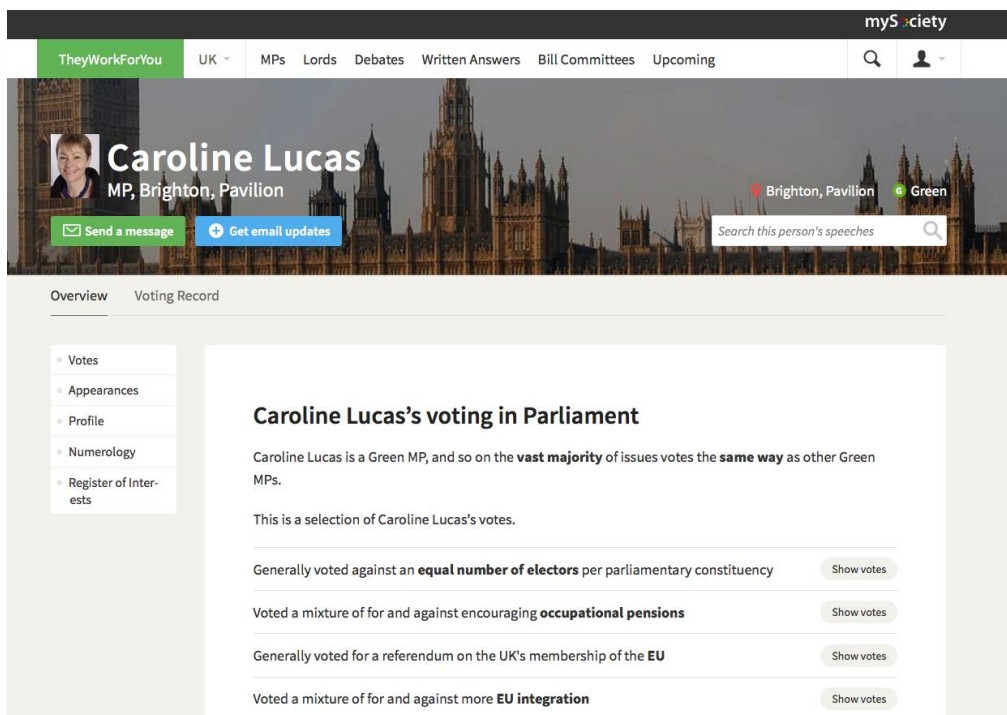 mySociety
TheyWorkForYou UK MPs Lords Debates Written Answers Bill Committees Upcoming
Caroline Lucas
MP, Brighton, Pavilion
Brighton, Pavilion G Green
Send a message Get email updates Search this person's speeches
Overview Voting Record
Votes
Appearances
Profile
Numerology
Register of Inter-
ests
Caroline Lucas’s voting in Parliament
Caroline Lucas is a Green MP, and so on the vast majority of issues votes the same way as other Green
MPs.
This is a selection of Caroline Lucas’s votes.
Generally voted against an equal number of electors per parliamentary constituency Show votes
Voted a mixture of for and against encouraging occupational pensions Show votes
Generally voted for a referendum on the UK's membership of the EU Show votes
Voted a mixture of for and against more EU integration Show votes